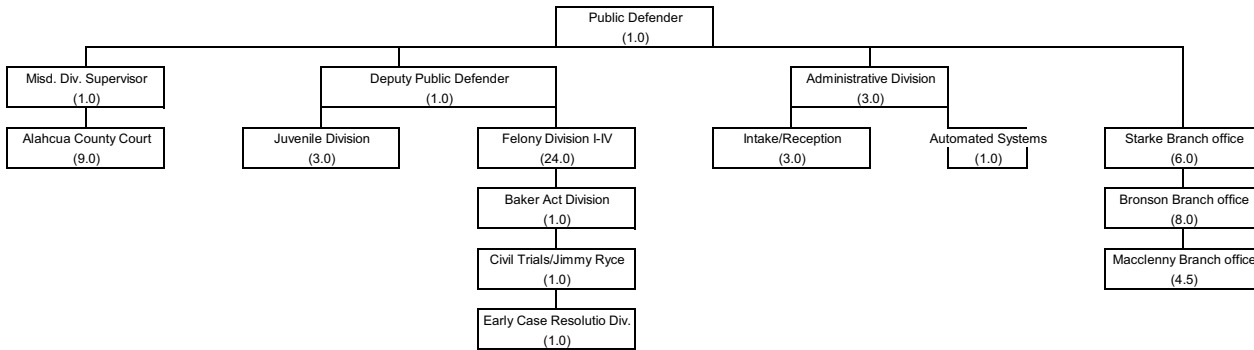 Public Defender
(1.0)
Misd. Div. Supervisor
(1.0)
Deputy Public Defender
(1.0)
Administrative Division
(3.0)
Alahcua County Court
(9.0)
Juvenile Division
(3.0)
Felony Division I-IV
(24.0)
Intake/Reception
(3.0)
Automated Systems
(1.0)
Starke Branch office
(6.0)
Baker Act Division
(1.0)
Bronson Branch office
(8.0)
Civil Trials/Jimmy Ryce
(1.0)
Macclenny Branch office
(4.5)
Early Case Resolutio Div.
(1.0)